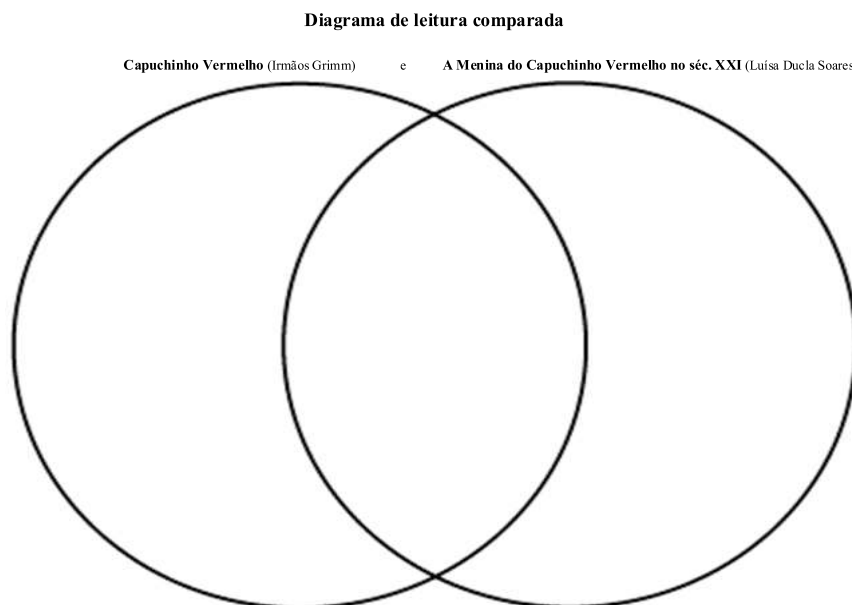 Diagrama de leitura comparada
Capuchinho Vermelho (Irmãos Grimm) e A Menina do Capuchinho Vermelho no séc. XXI (Luísa Ducla Soares